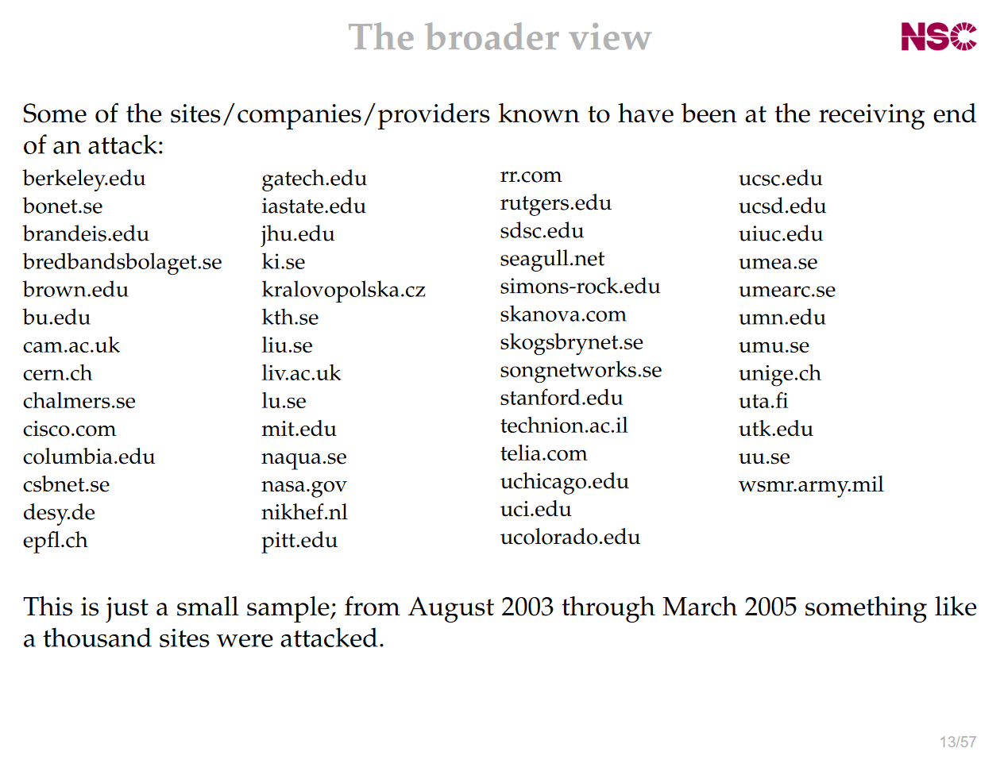 The broader view
NSC
Some of the sites/companies/providers known to have been at the receiving end
of an attack:
berkeley.edu
bonet.se
brandeis.edu
bredbandsbolaget.se
brown.edu
bu.edu
cam.ac.uk
cern.ch
chalmers.se
cisco.com
columbia.edu
csbnet.se
desy.de
epfl.ch
gatech.edu
iastate.edu
jhu.edu
ki.se
kralovopolska.cz
kth.se
liu.se
liv.ac.uk
lu.se
mit.edu
naqua.se
nasa.gov
nikhef.nl
pitt.edu
rr.com
rutgers.edu
sdsc.edu
seagull.net
simons-rock.edu
skanova.com
skogsbrynet.se
songnetworks.se
stanford.edu
technion.ac.il
telia.com
uchicago.edu
uci.edu
ucolorado.edu
ucsc.edu
ucsd.edu
uiuc.edu
umea.se
umearc.se
umn.edu
umu.se
unige.ch
uta.fi
utk.edu
uu.se
wsmr.army.mil
This is just a small sample; from August 2003 through March 2005 something like
a thousand sites were attacked.
13/57